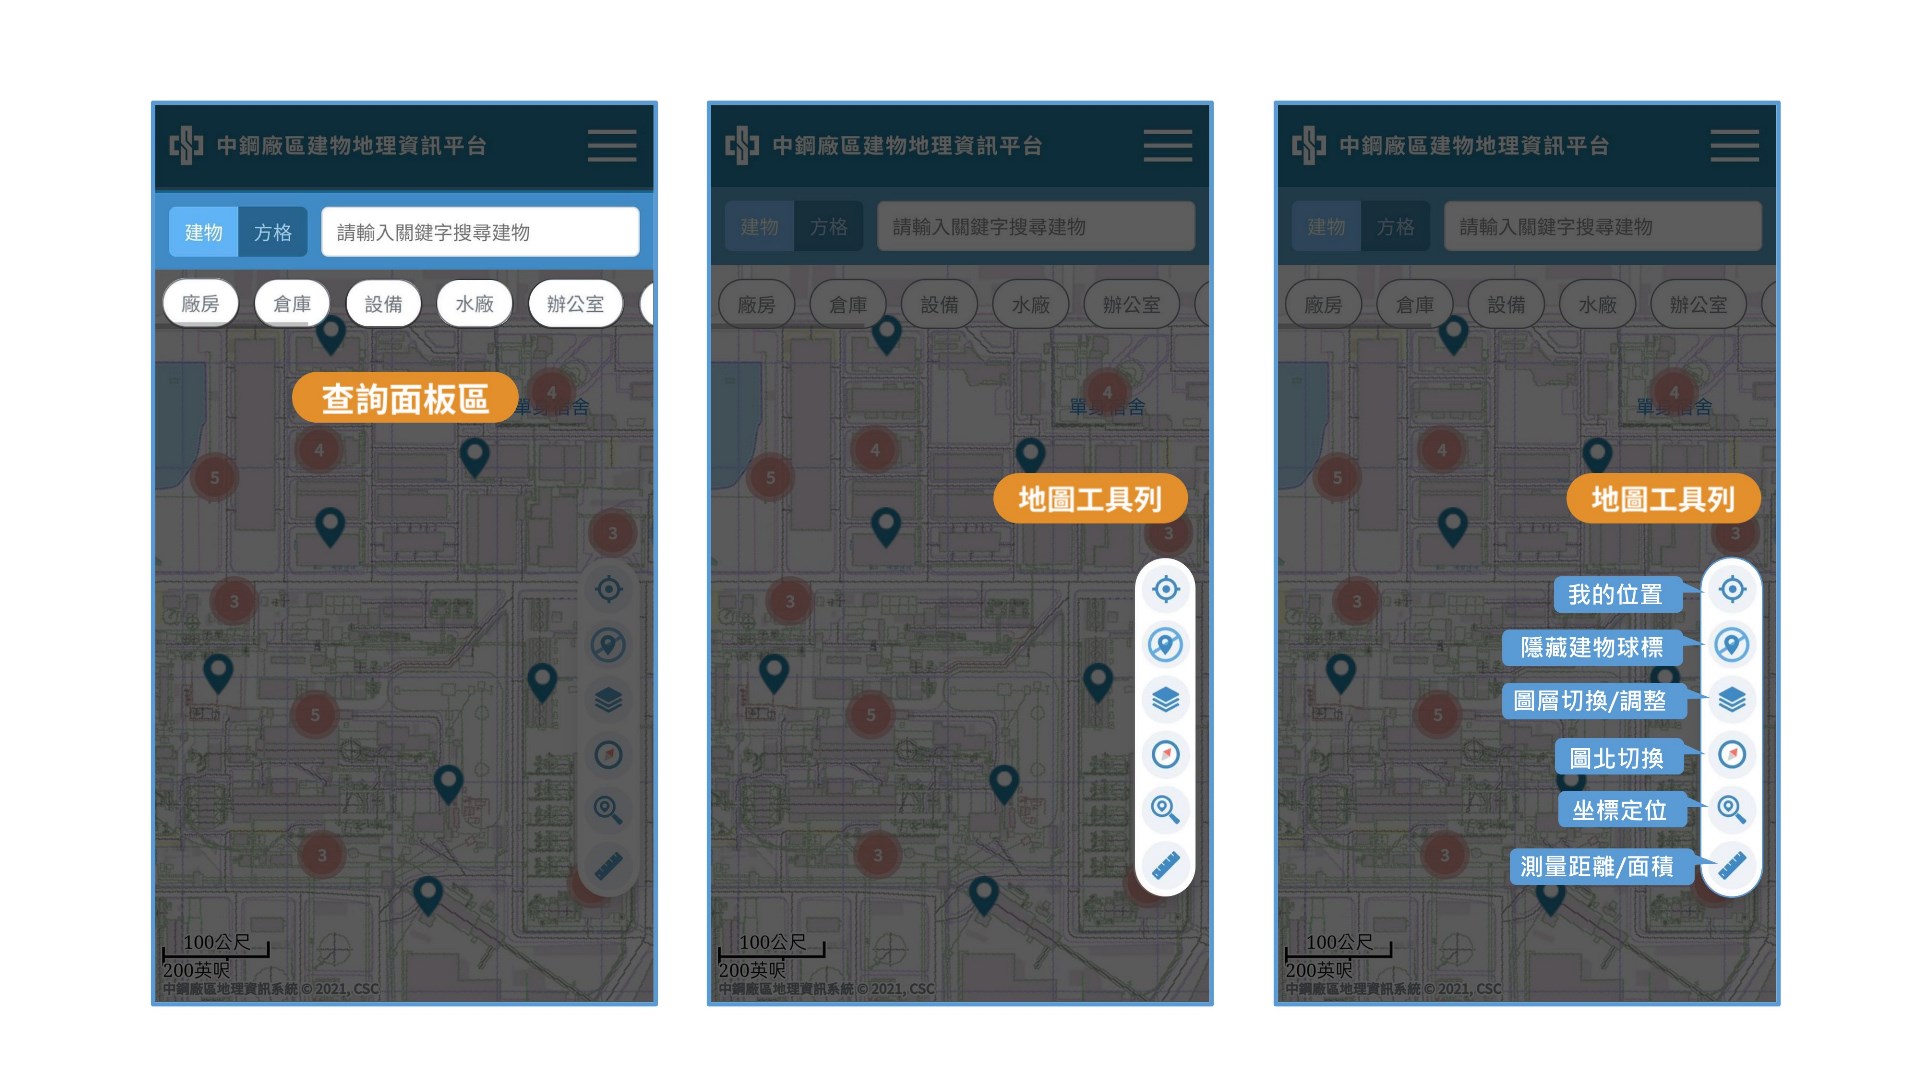 中鋼廠區建物地理資訊平台
建物 方格 請輸入關鍵字搜尋建物
廠房 倉庫 設備 水廠 辦公室
查詢面板區
4
4
5
3
3
5
3
100公尺
200英呎
中鋼廠區地理資訊系統 © 2021, CSC
中鋼廠區建物地理資訊平台
建物 方格 請輸入關鍵字搜尋建物
廠房 倉庫 設備 水廠 辦公室
4
單身宿舍
4
5
地圖工具列
3
3
5
3
100公尺
200英呎
中鋼廠區地理資訊系統 © 2021, CSC
中鋼廠區建物地理資訊平台
建物 方格 請輸入關鍵字搜尋建物
廠房 倉庫 設備 水廠 辦公室
4
單身宿舍
4
5
地圖工具列
3
我的位置
3
隱藏建物球標
圖層切換/調整
5
圖北切換
坐標定位
3
測量距離/面積
100公尺
200英呎
中鋼廠區地理資訊系統 © 2021, CSC